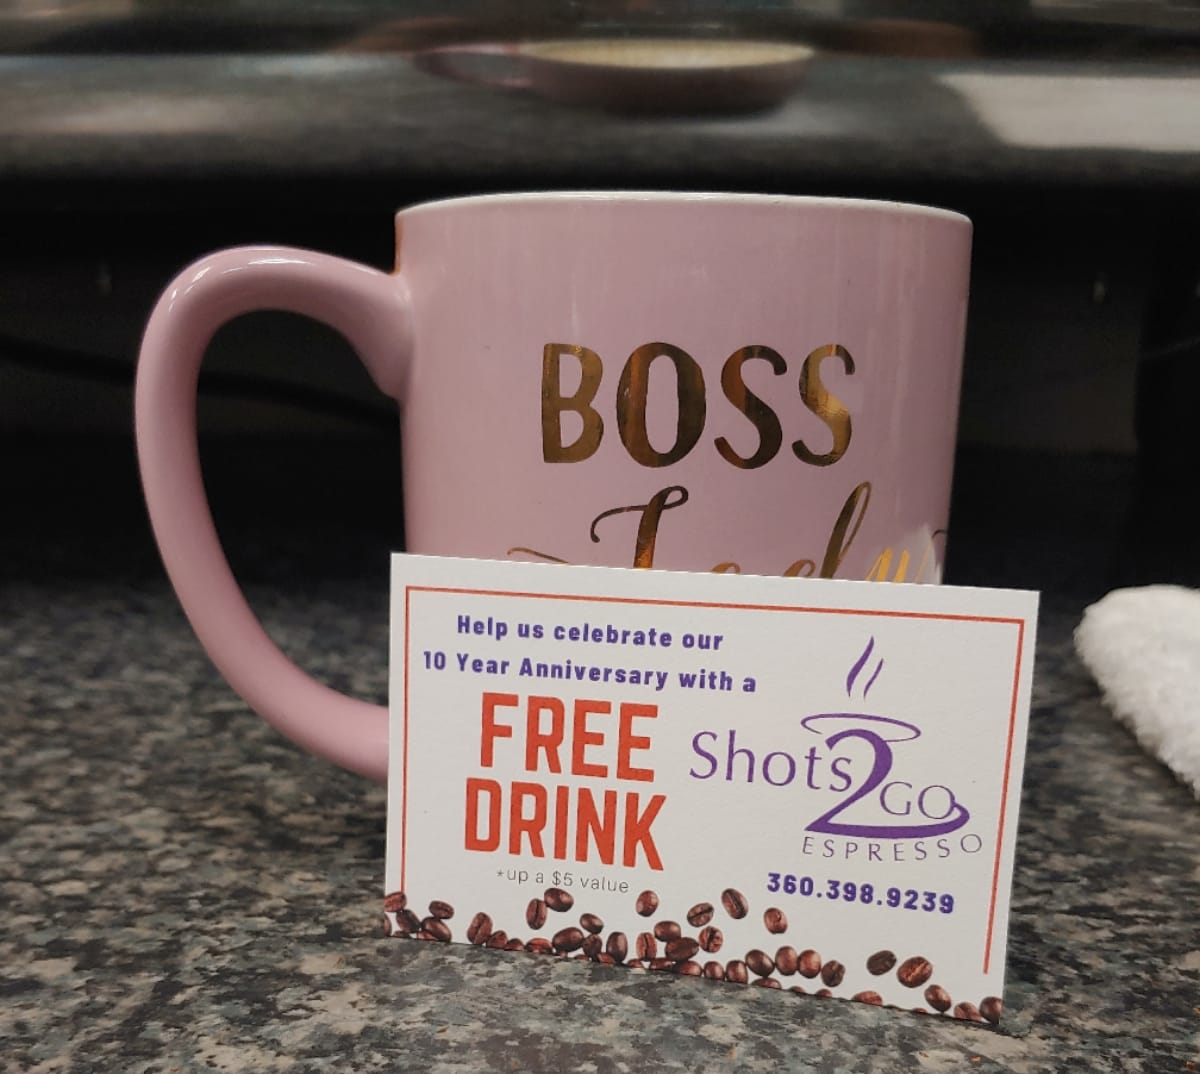 BOSS
Lady
Help us celebrate our
10 Year Anniversary with a
FREE
DRINK
*up a $5 value
Shots2GO
ESPRESSO
360.398.9239